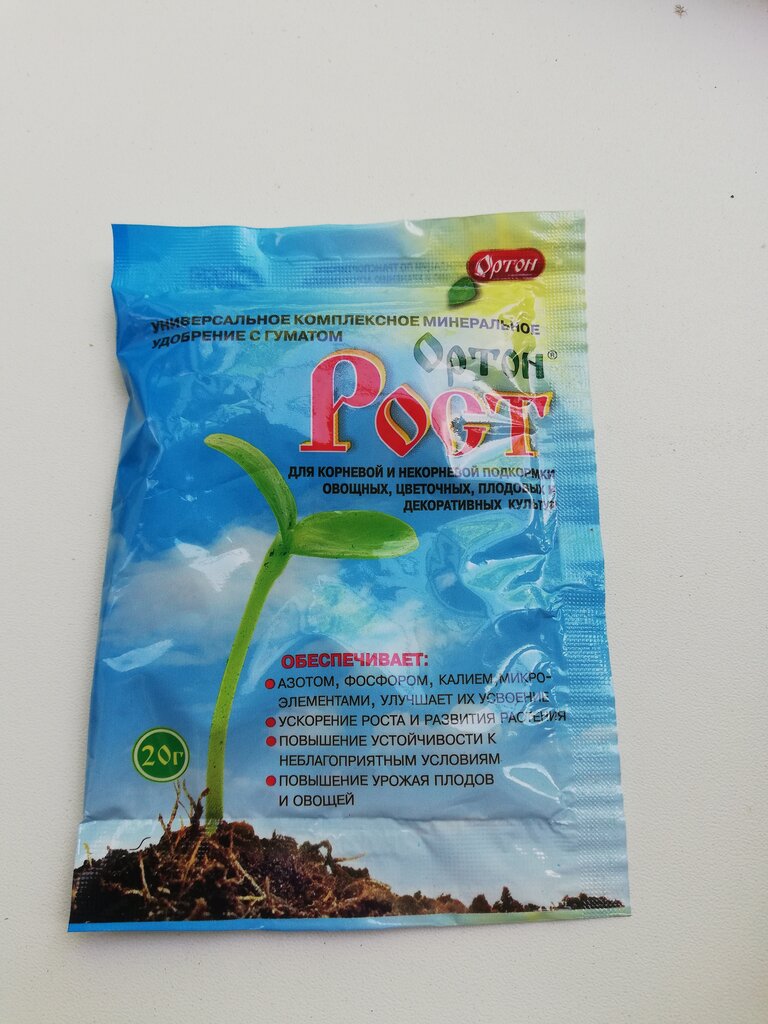 Ортон
УНИВЕРСАЛЬНОЕ КОМПЛЕКСНОЕ МИНЕРАЛЬНОЕ
УДОБРЕНИЕ С ГУМАТОМ
Ортон®
Рост
ДЛЯ КОРНЕВОЙ И НЕКОРНЕВОЙ ПОДКОРМКИ
ОВОЩНЫХ, ЦВЕТОЧНЫХ, ПЛОДОВЫХ И
ДЕКОРАТИВНЫХ КУЛЬТУР
ОБЕСПЕЧИВАЕТ:
АЗОТОМ, ФОСФОРОМ, КАЛИЕМ, МИКРО-
ЭЛЕМЕНТАМИ, УЛУЧШАЕТ ИХ УСВОЕНИЕ
УСКОРЕНИЕ РОСТА И РАЗВИТИЯ РАСТЕНИЯ
ПОВЫШЕНИЕ УСТОЙЧИВОСТИ К
НЕБЛАГОПРИЯТНЫМ УСЛОВИЯМ
ПОВЫШЕНИЕ УРОЖАЯ ПЛОДОВ
И ОВОЩЕЙ
20г